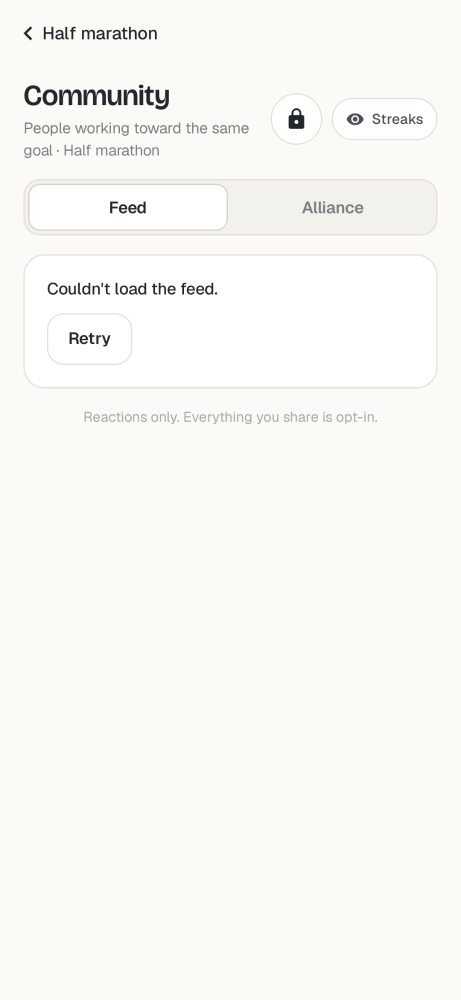 Half marathon
Community
People working toward the same
goal · Half marathon
Streaks
Feed
Alliance
Couldn't load the feed.
Retry
Reactions only. Everything you share is opt-in.